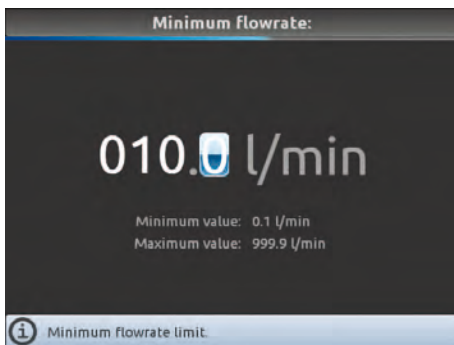 Minimum flowrate:
010.0 l/min
Minimum value: 0.1 l/min
Maximum value: 999.9 l/min
i Minimum flowrate limit.